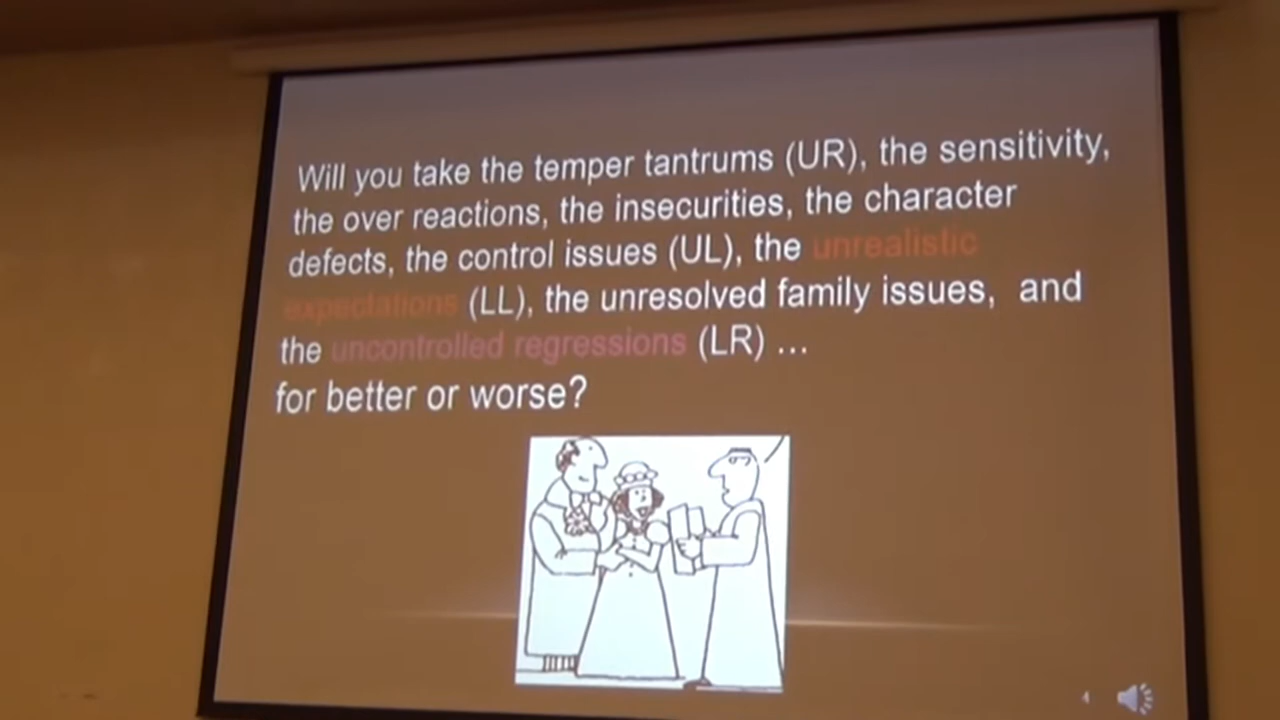 Will you take the temper tantrums (UR), the sensitivity,
the over reactions, the insecurities, the character
defects, the control issues (UL), the unrealistic
expectations (LL), the unresolved family issues, and
the uncontrolled regressions (LR) ...
for better or worse?
4